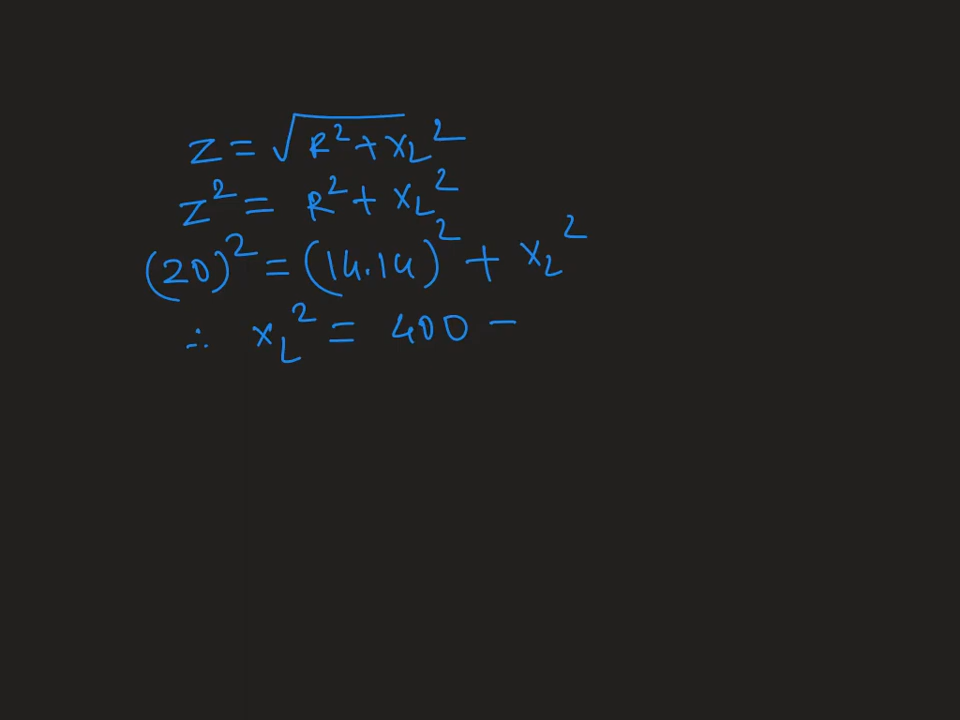 Z = √R² + X_L²
Z² = R² + X_L²
(20)² = (14.14)² + X_L²
∴ X_L² = 400 –